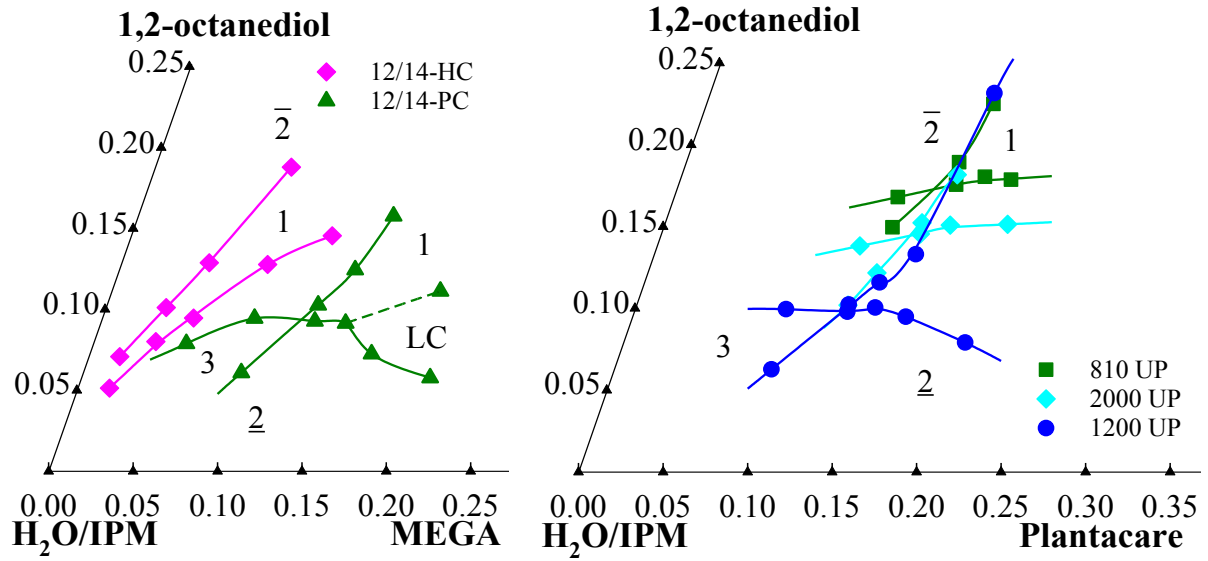 1,2-octanediol
0.25
12/14-HC
12/14-PC
2̅
0.20
0.15
1
1
0.10
LC
3
0.05
2̲
0.00 0.05 0.10 0.15 0.20 0.25
H₂O/IPM MEGA
1,2-octanediol
0.25
2̅
1
0.20
0.15
0.10
3
0.05
2̲
810 UP
2000 UP
1200 UP
0.00 0.05 0.10 0.15 0.20 0.25 0.30 0.35
H₂O/IPM Plantacare